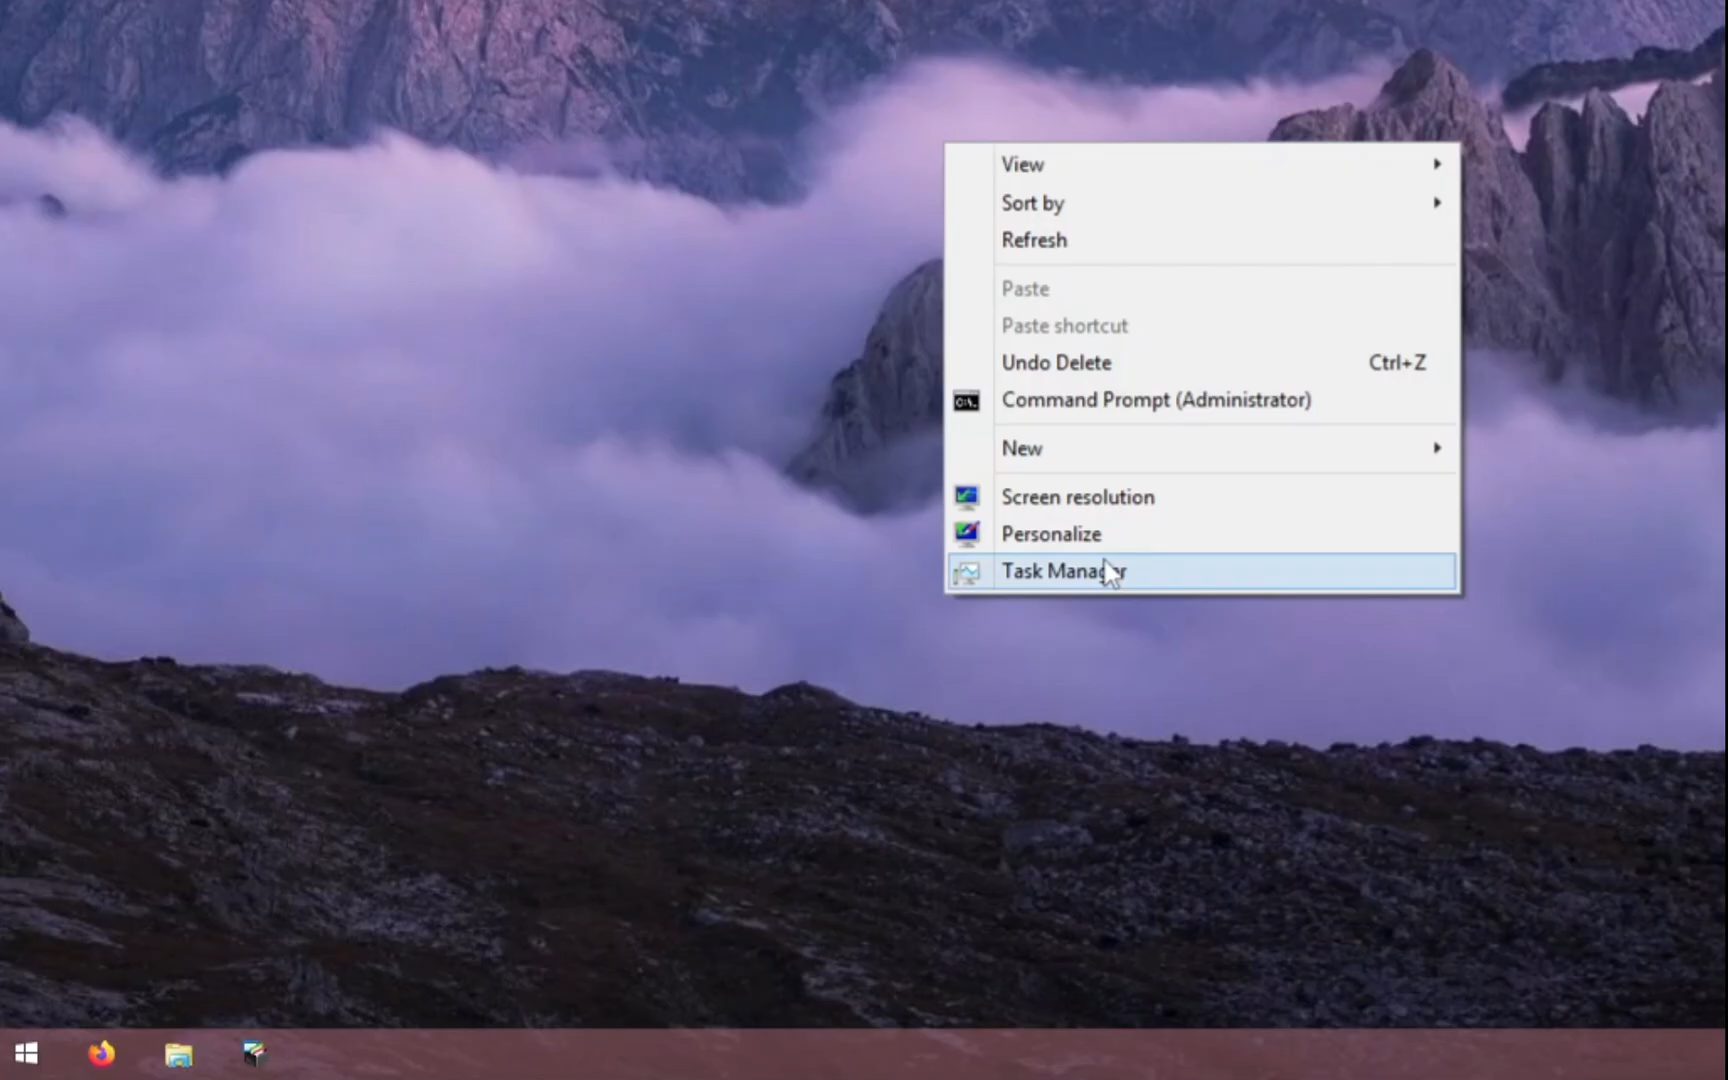 View
Sort by
Refresh
Paste
Paste shortcut
Undo Delete Ctrl+Z
Command Prompt (Administrator)
New
Screen resolution
Personalize
Task Manager